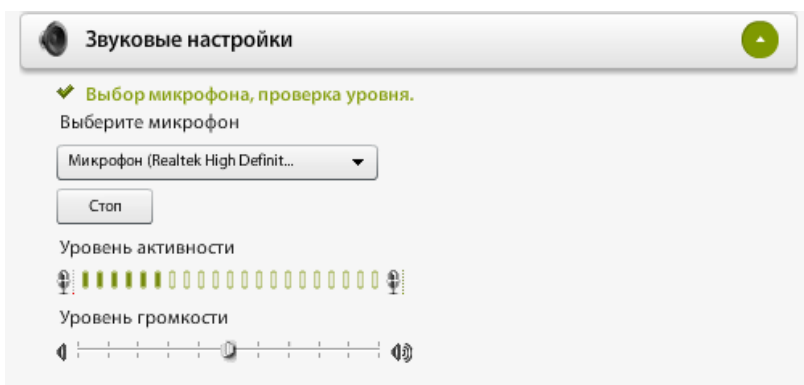 Звуковые настройки
Выбор микрофона, проверка уровня.
Выберите микрофон
Микрофон (Realtek High Definit...
Стоп
Уровень активности
Уровень громкости